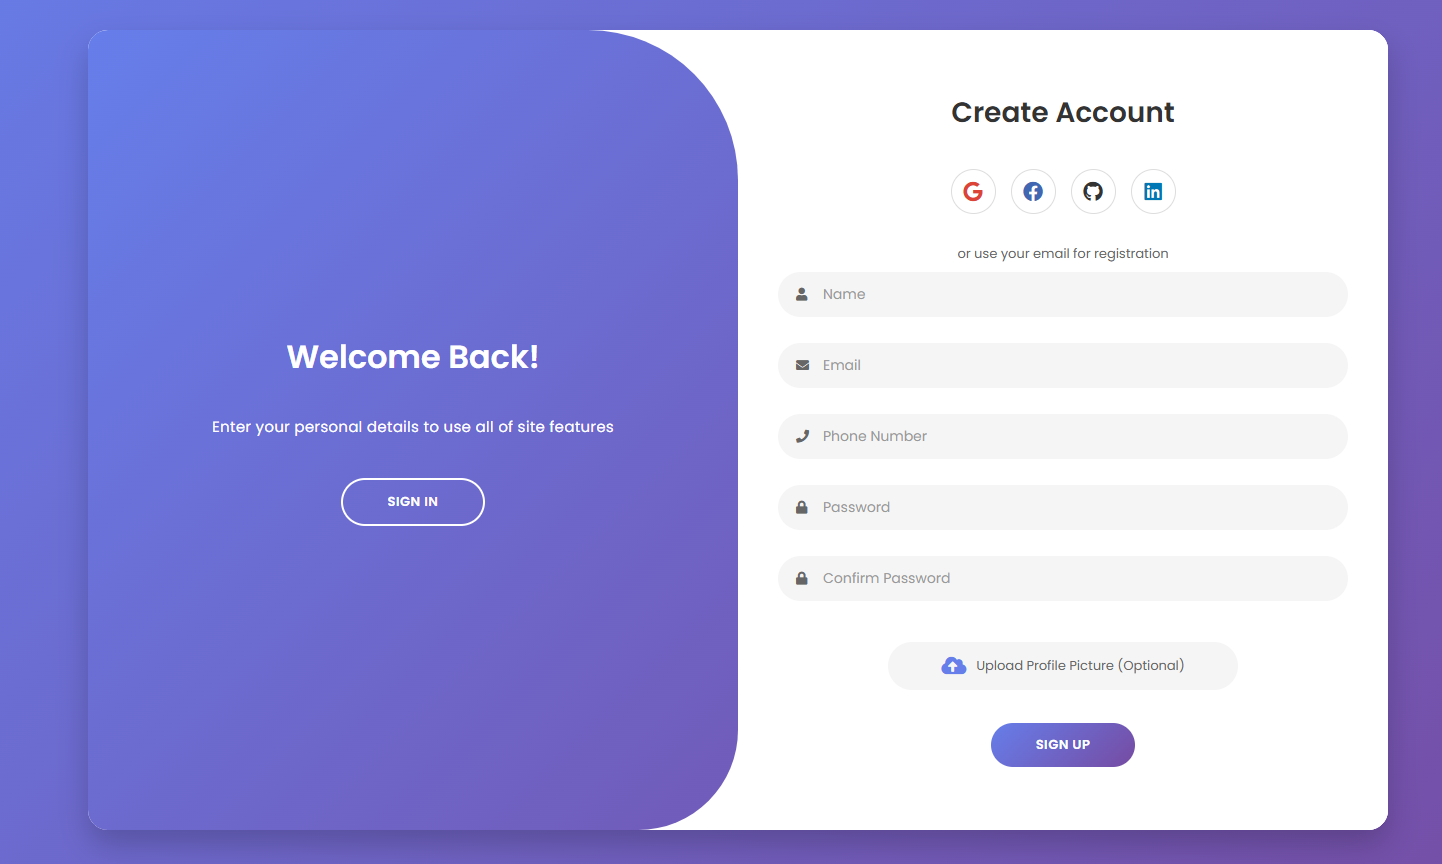 Welcome Back!
Enter your personal details to use all of site features
SIGN IN
Create Account
or use your email for registration
Name
Email
Phone Number
Password
Confirm Password
Upload Profile Picture (Optional)
SIGN UP